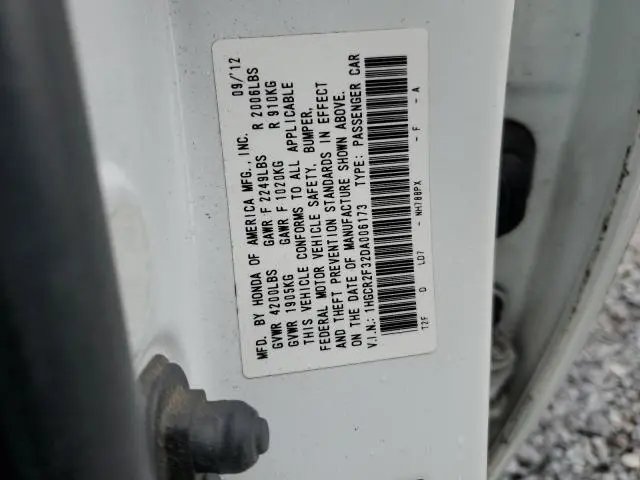 MFD. BY HONDA OF AMERICA MFG., INC. 09/'12
GVWR 4200LBS GAWR F 2249LBS R 2006LBS
GVWR 1905KG GAWR F 1020KG R 910KG
THIS VEHICLE CONFORMS TO ALL APPLICABLE
FEDERAL MOTOR VEHICLE SAFETY, BUMPER,
AND THEFT PREVENTION STANDARDS IN EFFECT
ON THE DATE OF MANUFACTURE SHOWN ABOVE.
V.I.N.: 1HGCR2F32DA006173 TYPE: PASSENGER CAR
T2F D LD7 - NH788PX - F - A